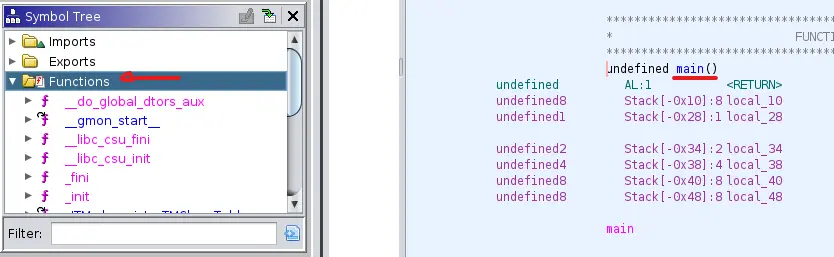 Symbol Tree
Imports
Exports
Functions
__do_global_dtors_aux
__gmon_start__
__libc_csu_fini
__libc_csu_init
_fini
_init
Filter:
*******************************
* FUNCTI
*******************************
undefined main()
undefined AL:1 <RETURN>
undefined8 Stack[-0x10]:8 local_10
undefined1 Stack[-0x28]:1 local_28
undefined2 Stack[-0x34]:2 local_34
undefined4 Stack[-0x38]:4 local_38
undefined8 Stack[-0x40]:8 local_40
undefined8 Stack[-0x48]:8 local_48
main